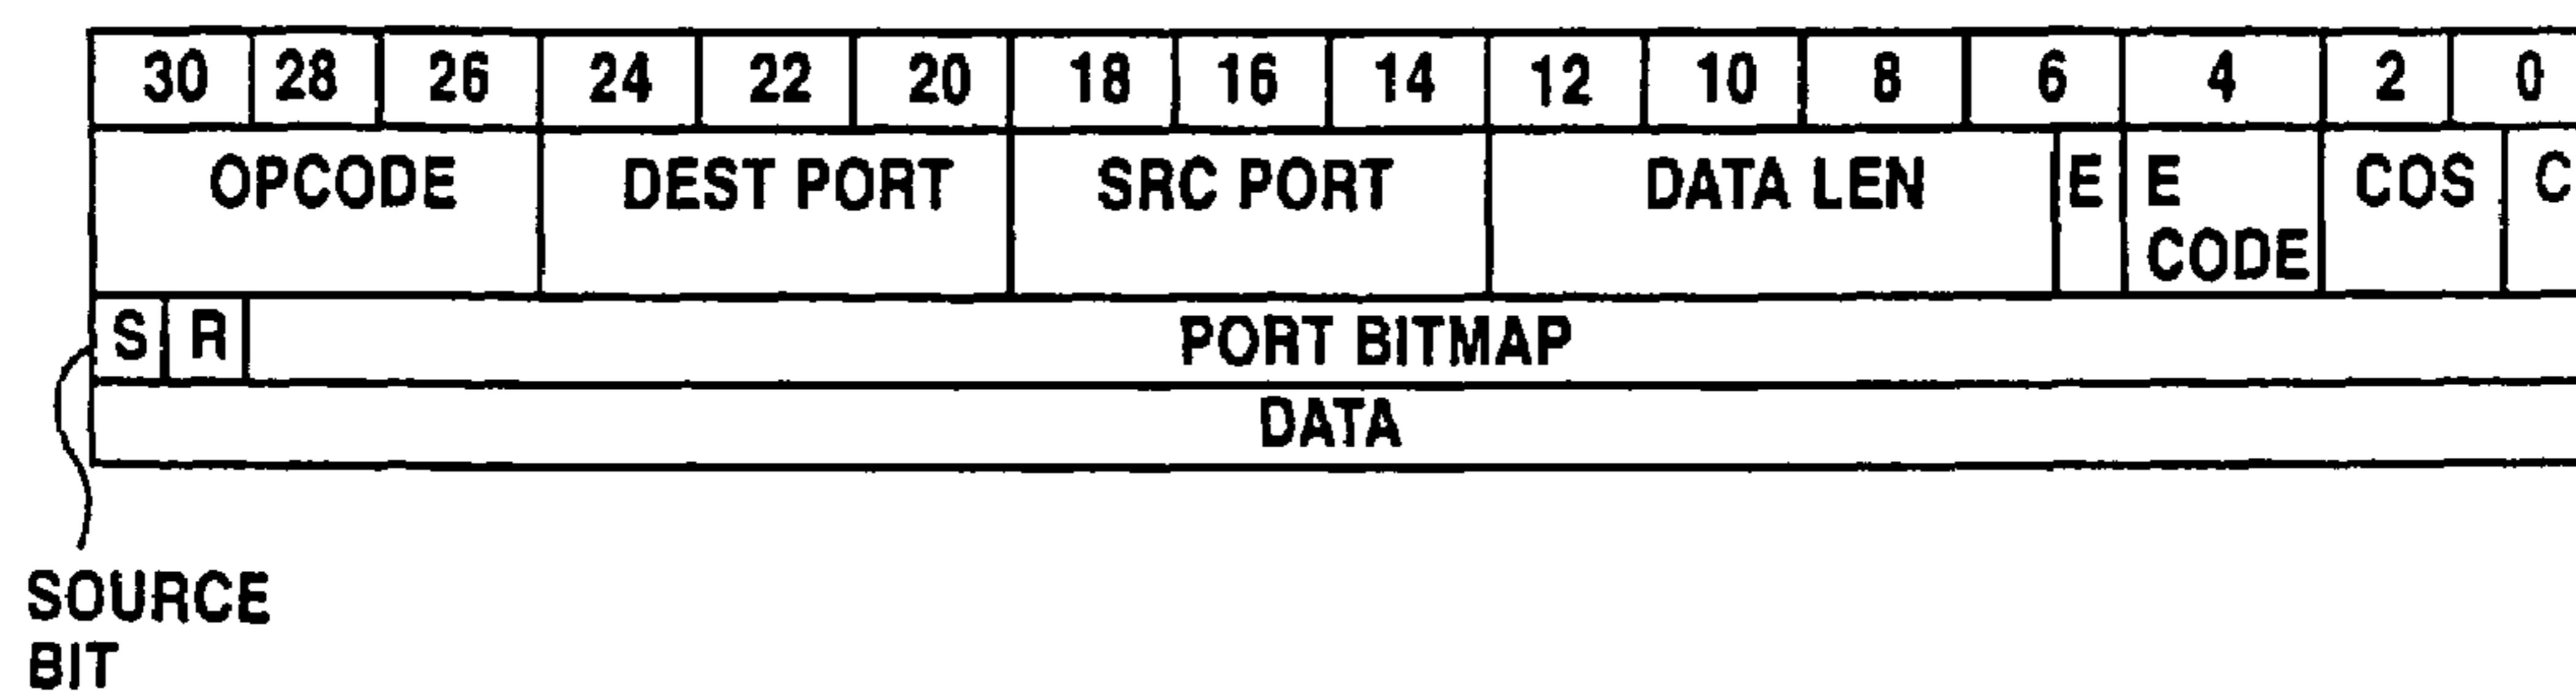 30 28 26 24 22 20 18 16 14 12 10 8 6 4 2 0
OPCODE DEST PORT SRC PORT DATA LEN E E CODE COS C
S R PORT BITMAP
DATA
SOURCE
BIT